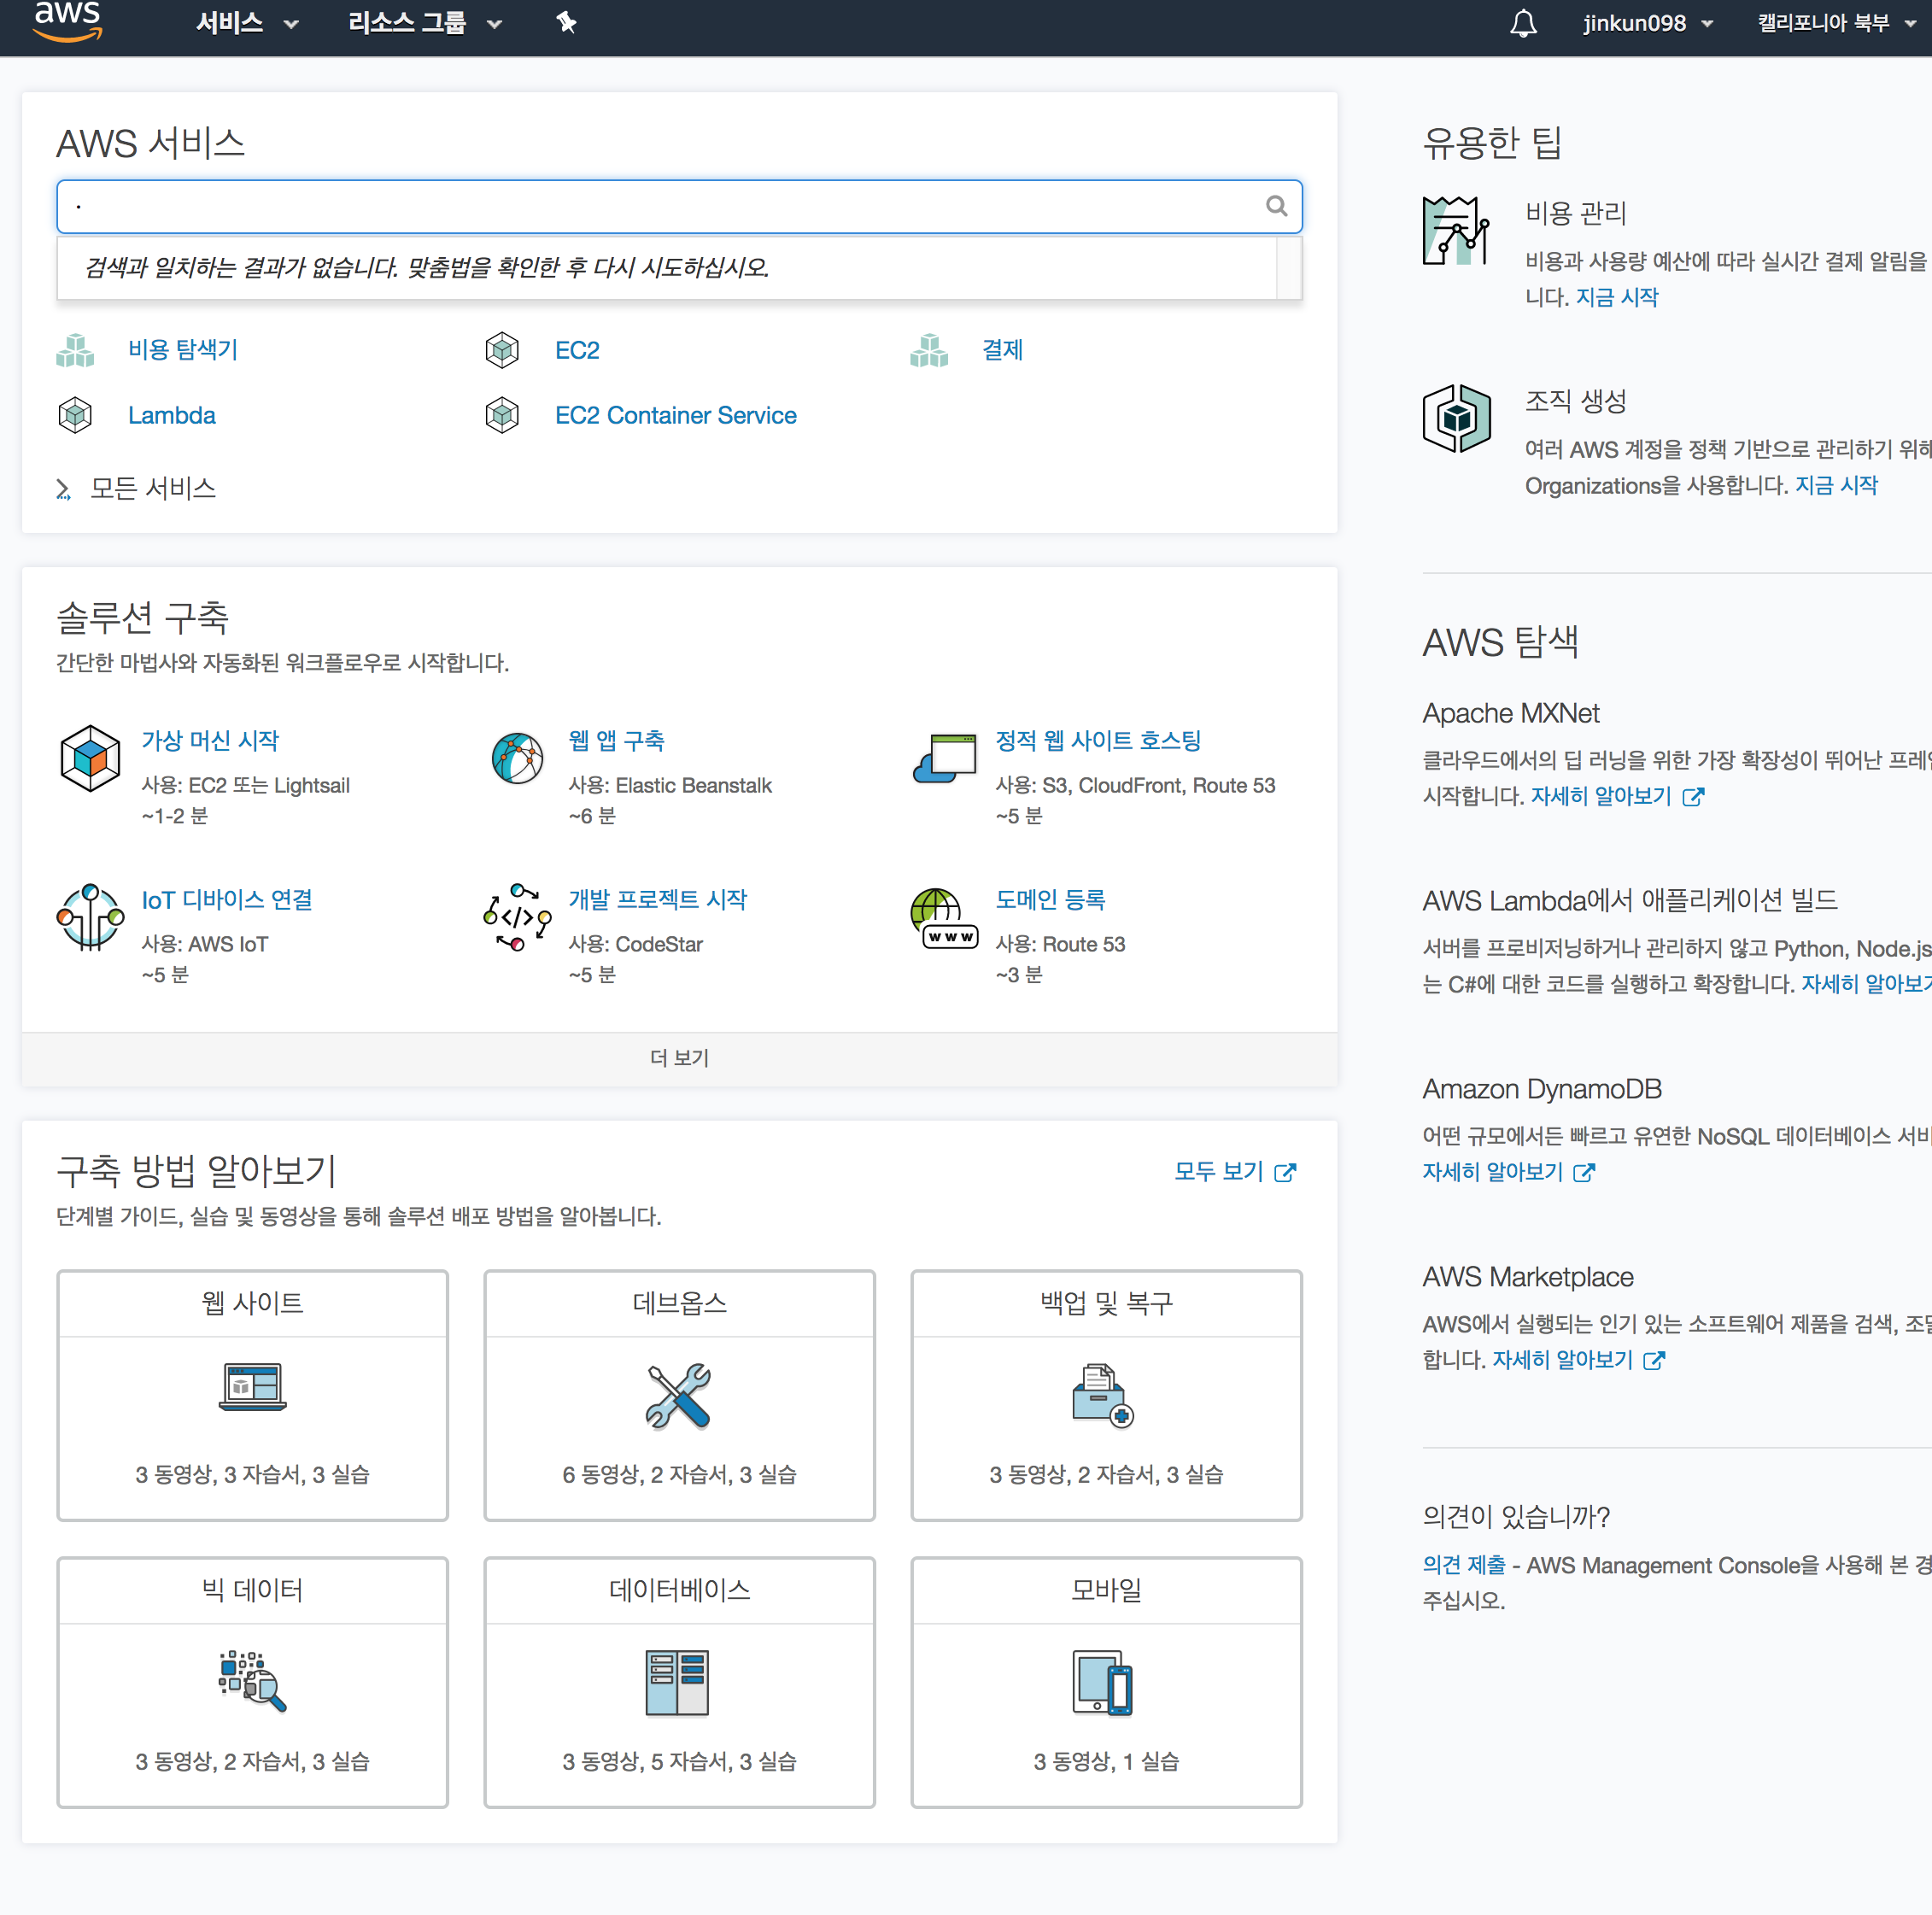 aws 서비스 리소스 그룹 jinkun098 캘리포니아 북부
AWS 서비스
.
검색과 일치하는 결과가 없습니다. 맞춤법을 확인한 후 다시 시도하십시오.
비용 탐색기 EC2 결제
Lambda EC2 Container Service
모든 서비스
솔루션 구축
간단한 마법사와 자동화된 워크플로우로 시작합니다.
가상 머신 시작
사용: EC2 또는 Lightsail
~1-2 분
웹 앱 구축
사용: Elastic Beanstalk
~6 분
정적 웹 사이트 호스팅
사용: S3, CloudFront, Route 53
~5 분
IoT 디바이스 연결
사용: AWS IoT
~5 분
개발 프로젝트 시작
사용: CodeStar
~5 분
www
도메인 등록
사용: Route 53
~3 분
더 보기
구축 방법 알아보기
모두 보기
단계별 가이드, 실습 및 동영상을 통해 솔루션 배포 방법을 알아봅니다.
웹 사이트
3 동영상, 3 자습서, 3 실습
데브옵스
6 동영상, 2 자습서, 3 실습
백업 및 복구
3 동영상, 2 자습서, 3 실습
빅 데이터
3 동영상, 2 자습서, 3 실습
데이터베이스
3 동영상, 5 자습서, 3 실습
모바일
3 동영상, 1 실습
유용한 팁
비용 관리
비용과 사용량 예산에 따라 실시간 결제 알림을
니다. 지금 시작
조직 생성
여러 AWS 계정을 정책 기반으로 관리하기 위해
Organizations을 사용합니다. 지금 시작
AWS 탐색
Apache MXNet
클라우드에서의 딥 러닝을 위한 가장 확장성이 뛰어난
시작합니다. 자세히 알아보기
AWS Lambda에서 애플리케이션 빌드
서버를 프로비저닝하거나 관리하지 않고 Python, Node.js
는 C#에 대한 코드를 실행하고 확장합니다. 자세히 알아보기
Amazon DynamoDB
어떤 규모에서든 빠르고 유연한 NoSQL 데이터베이스
자세히 알아보기
AWS Marketplace
AWS에서 실행되는 인기 있는 소프트웨어 제품을 검색,
합니다. 자세히 알아보기
의견이 있습니까?
의견 제출 - AWS Management Console을 사용해 본
주십시오.